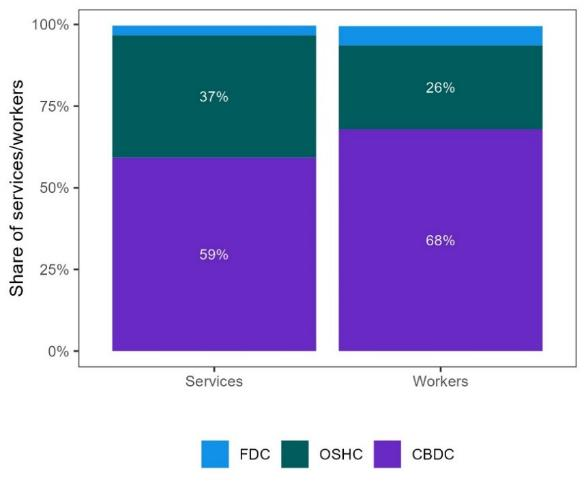 Share of services/workers
100%
75%
50%
25%
0%
37%
59%
26%
68%
Services
Workers
FDC OSHC CBDC